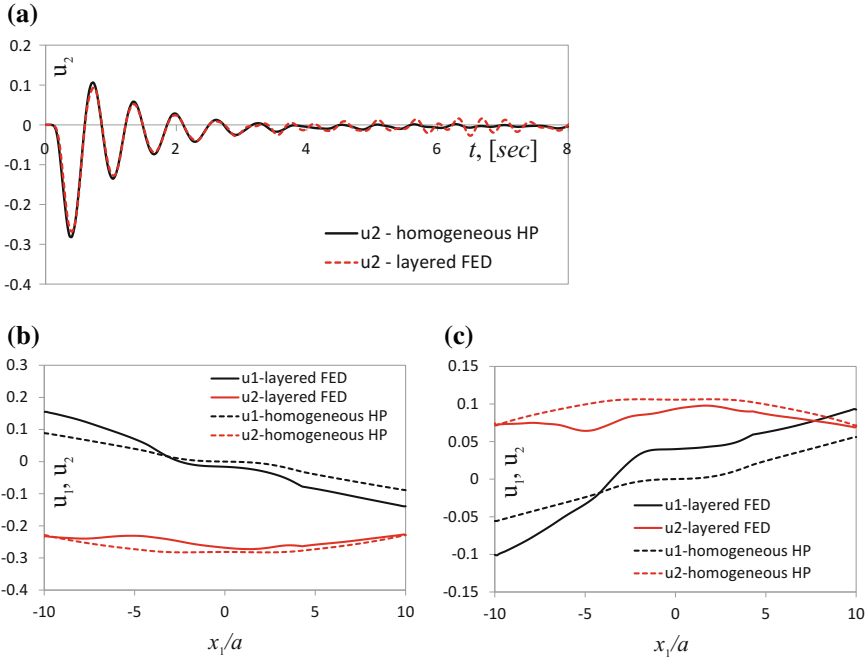 (a)
0.2
0.1
0
-0.1
-0.2
-0.3
-0.4
u2
0
2
4
6
8
t, [sec]
u2 - homogeneous HP
u2 - layered FED
(b)
0.3
0.2
0.1
0
-0.1
-0.2
-0.3
-0.4
u1, u2
u1-layered FED
u2-layered FED
u1-homogeneous HP
u2-homogeneous HP
-10
-5
0
5
10
x1/a
(c)
0.15
0.1
0.05
0
-0.05
-0.1
-0.15
u1, u2
u1-layered FED
u2-layered FED
u1-homogeneous HP
u2-homogeneous HP
-10
-5
0
5
10
x1/a